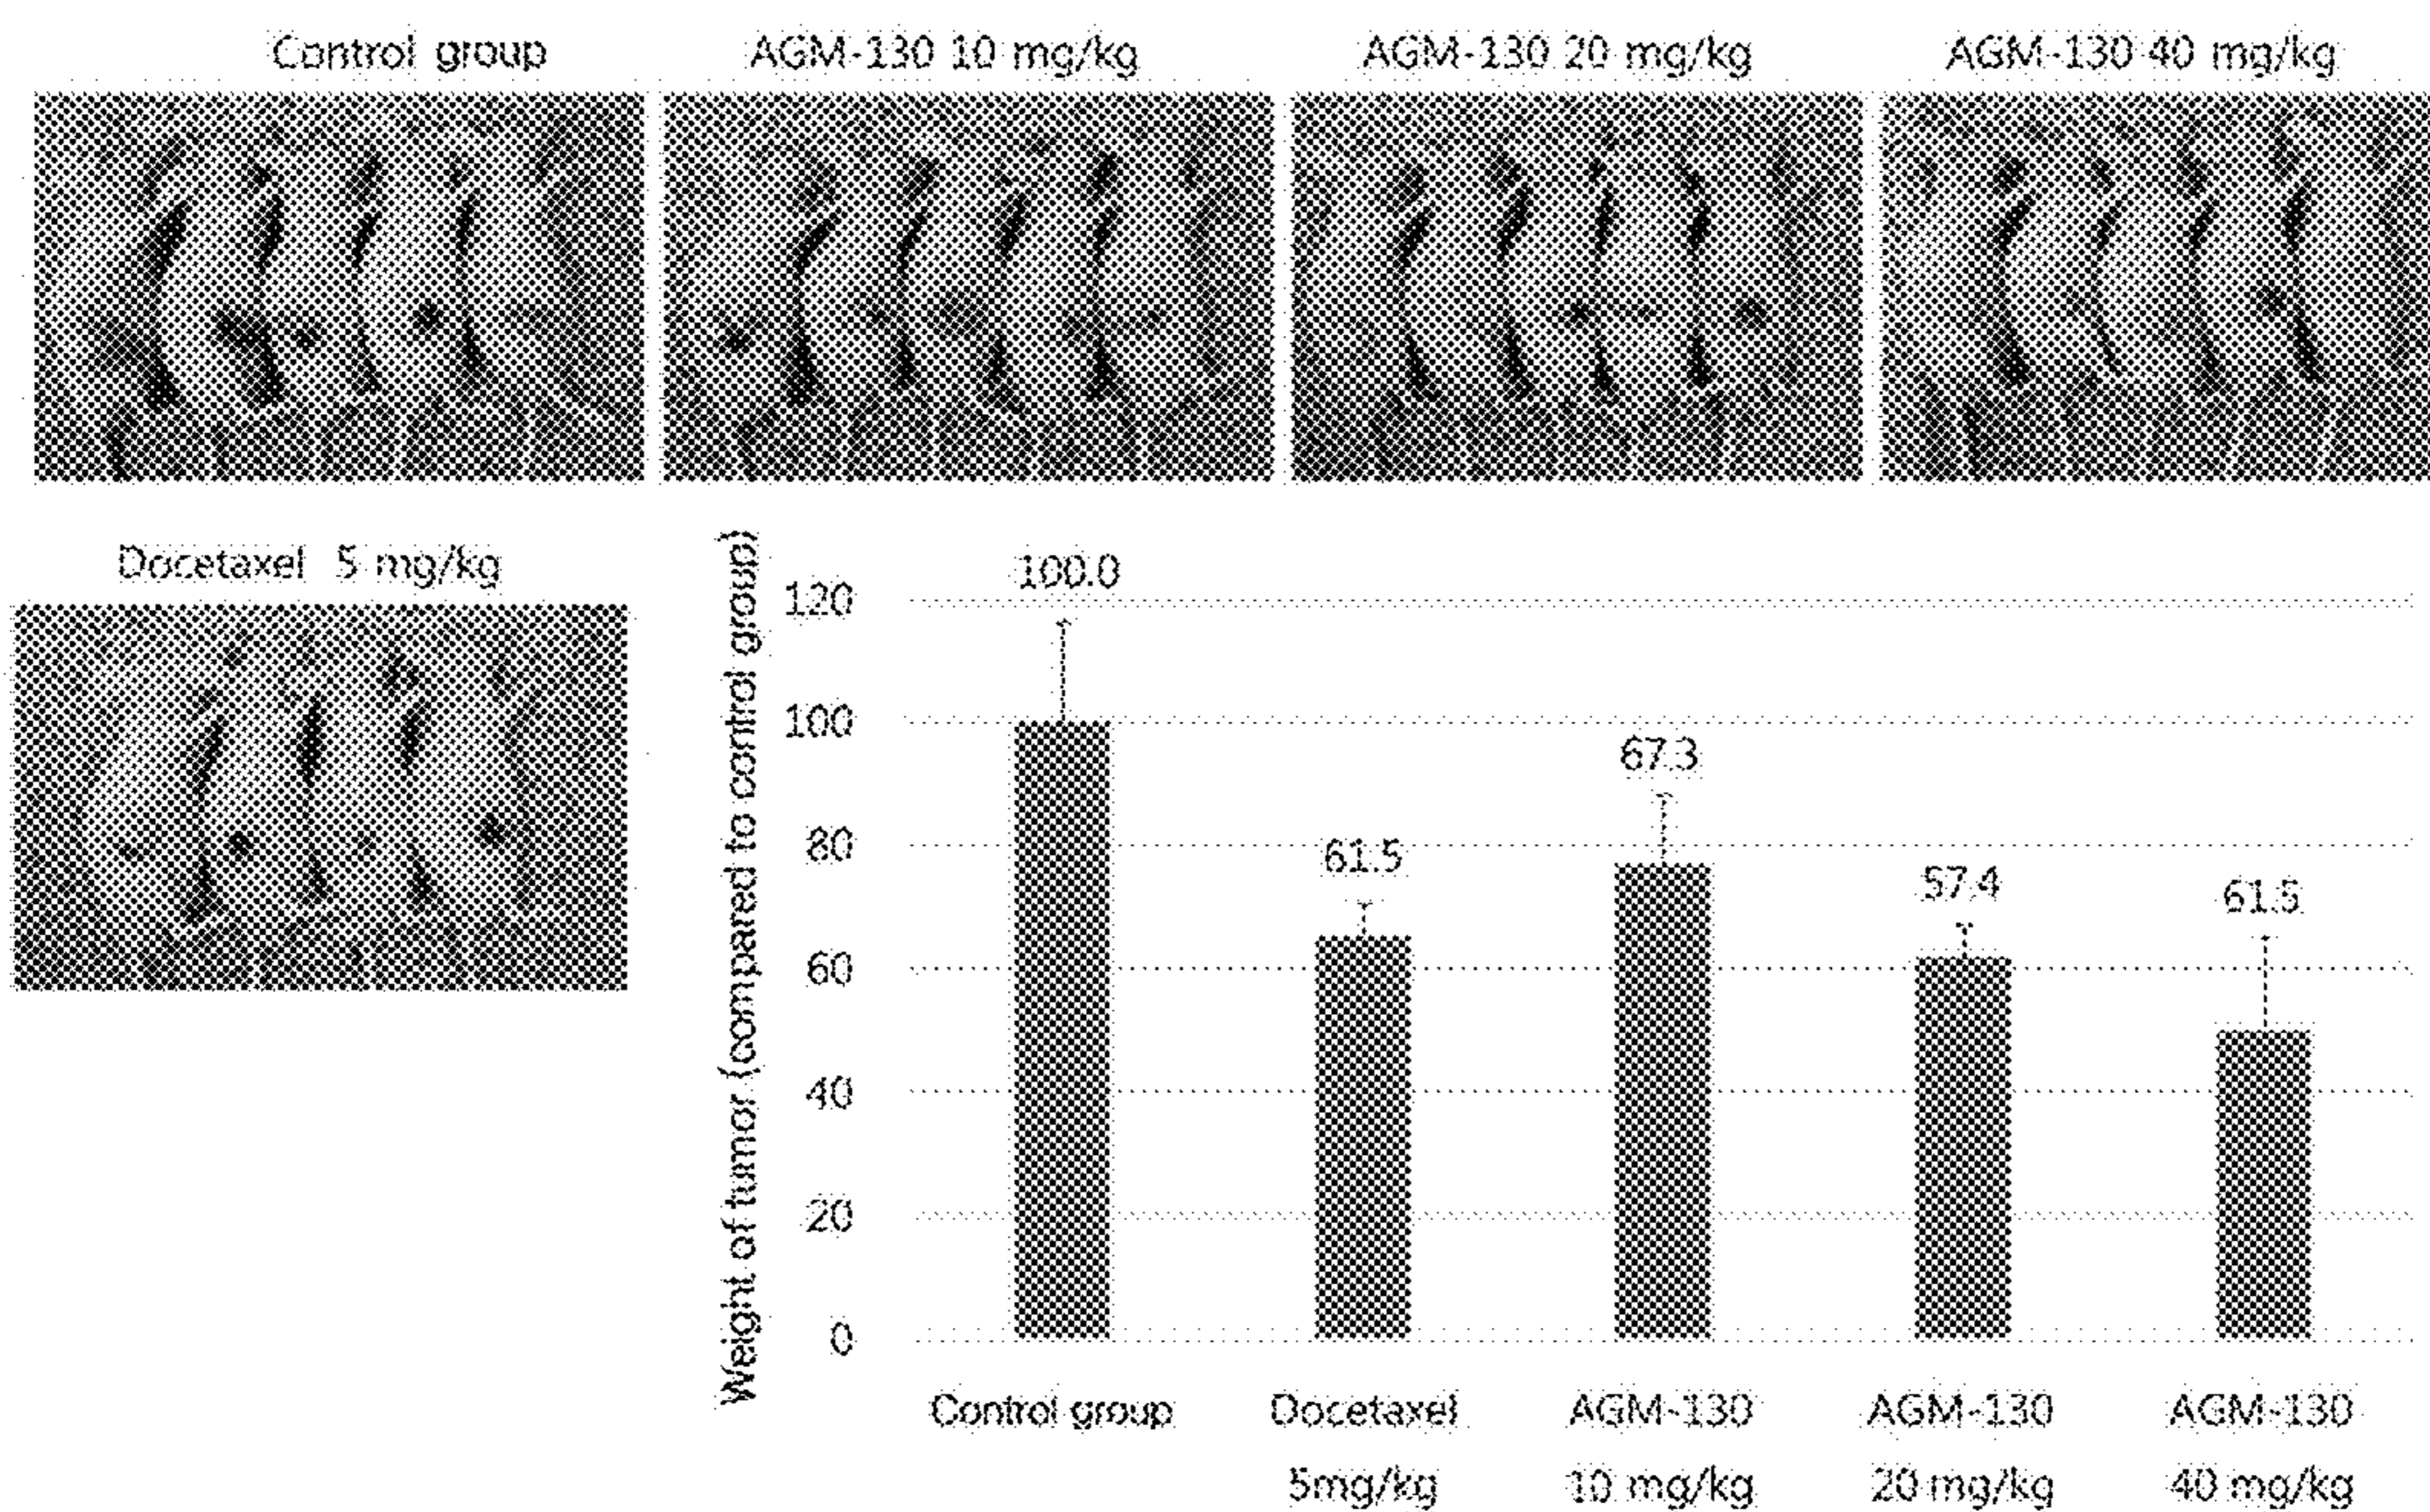 Control group
AGM-130 10 mg/kg
AGM-130 20 mg/kg
AGM-130 40 mg/kg
Docetaxel 5 mg/kg
Weight of tumor (compared to control group)
120
100
80
60
40
20
0
100.0
61.5
67.3
57.4
61.5
Control group
Docetaxel
5mg/kg
AGM-130
10 mg/kg
AGM-130
20 mg/kg
AGM-130
40 mg/kg